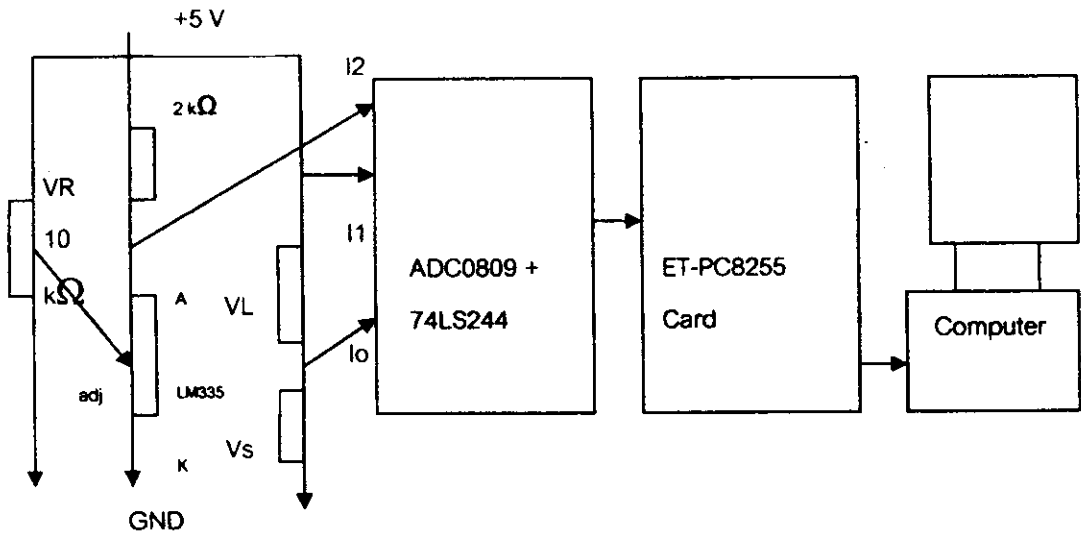 +5 V
I2
2 kΩ
VR
10
kΩ
I1
ADC0809 +
74LS244
ET-PC8255
Card
A
VL
Computer
Io
adj
LM335
Vs
K
GND